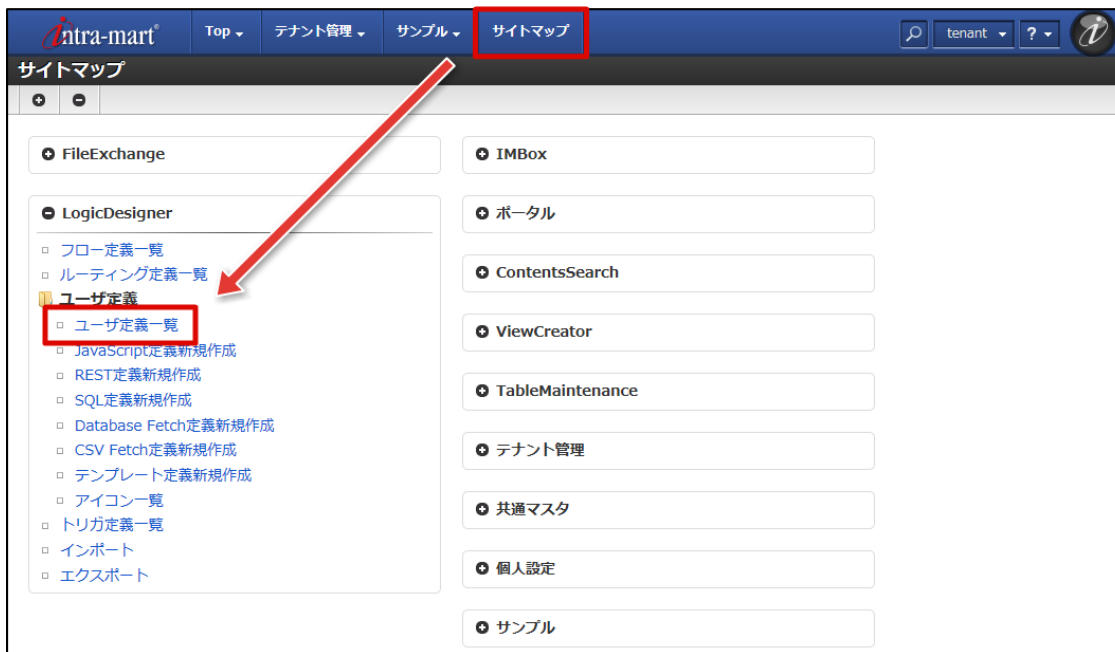 intra-mart® Top テナント管理 サンプル サイトマップ tenant ?
サイトマップ
FileExchange
LogicDesigner
フロー定義一覧
ルーティング定義一覧
ユーザ定義
ユーザ定義一覧
JavaScript定義新規作成
REST定義新規作成
SQL定義新規作成
Database Fetch定義新規作成
CSV Fetch定義新規作成
テンプレート定義新規作成
アイコン一覧
トリガ定義一覧
インポート
エクスポート
IMBox
ポータル
ContentsSearch
ViewCreator
TableMaintenance
テナント管理
共通マスタ
個人設定
サンプル